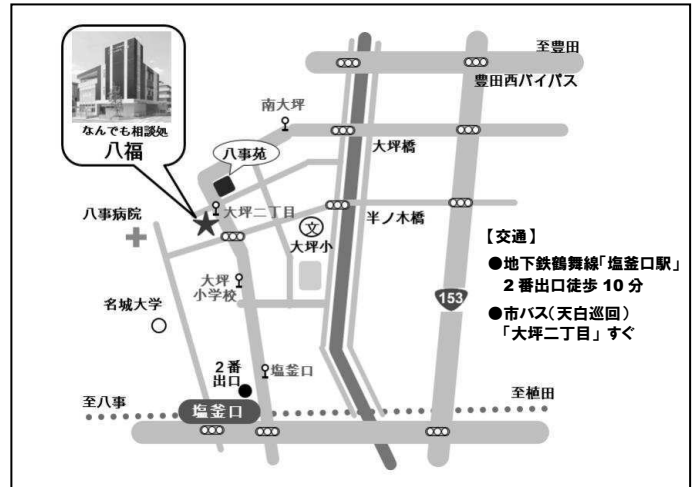 至豊田
豊田西バイパス
なんでも相談処
八福
南大坪
八事苑
大坪橋
八事病院
大坪二丁目
半ノ木橋
文
大坪小
大坪
小学校
名城大学
153
【交通】
●地下鉄鶴舞線「塩釜口駅」
2番出口徒歩10分
●市バス(天白巡回)
「大坪二丁目」すぐ
2番
出口
塩釜口
至八事
塩釜口
至植田